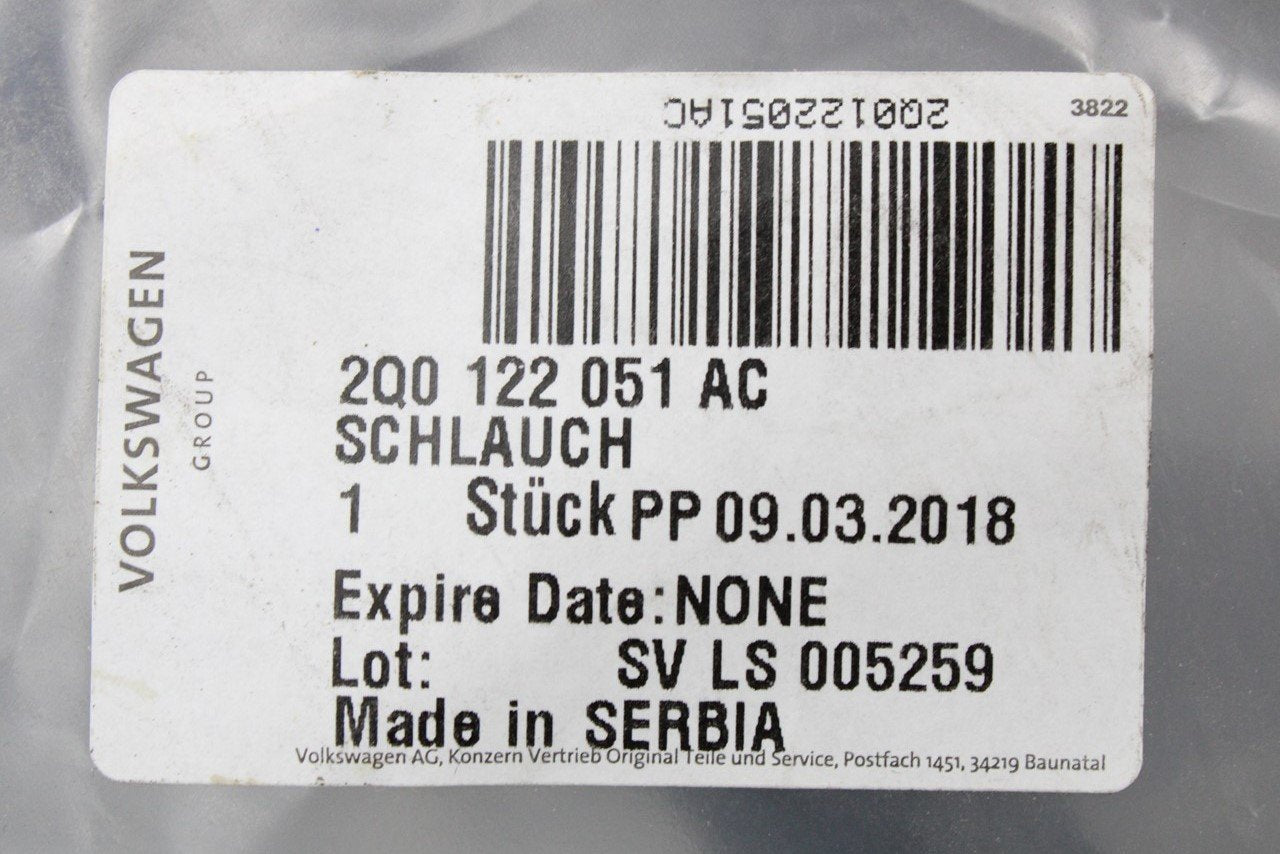 2Q0122051AC
3822
VOLKSWAGEN
GROUP
2Q0 122 051 AC
SCHLAUCH
1 Stück PP 09.03.2018
Expire Date: NONE
Lot: SV LS 005259
Made in SERBIA
Volkswagen AG, Konzern Vertrieb Original Teile und Service, Postfach 1451, 34219 Baunatal